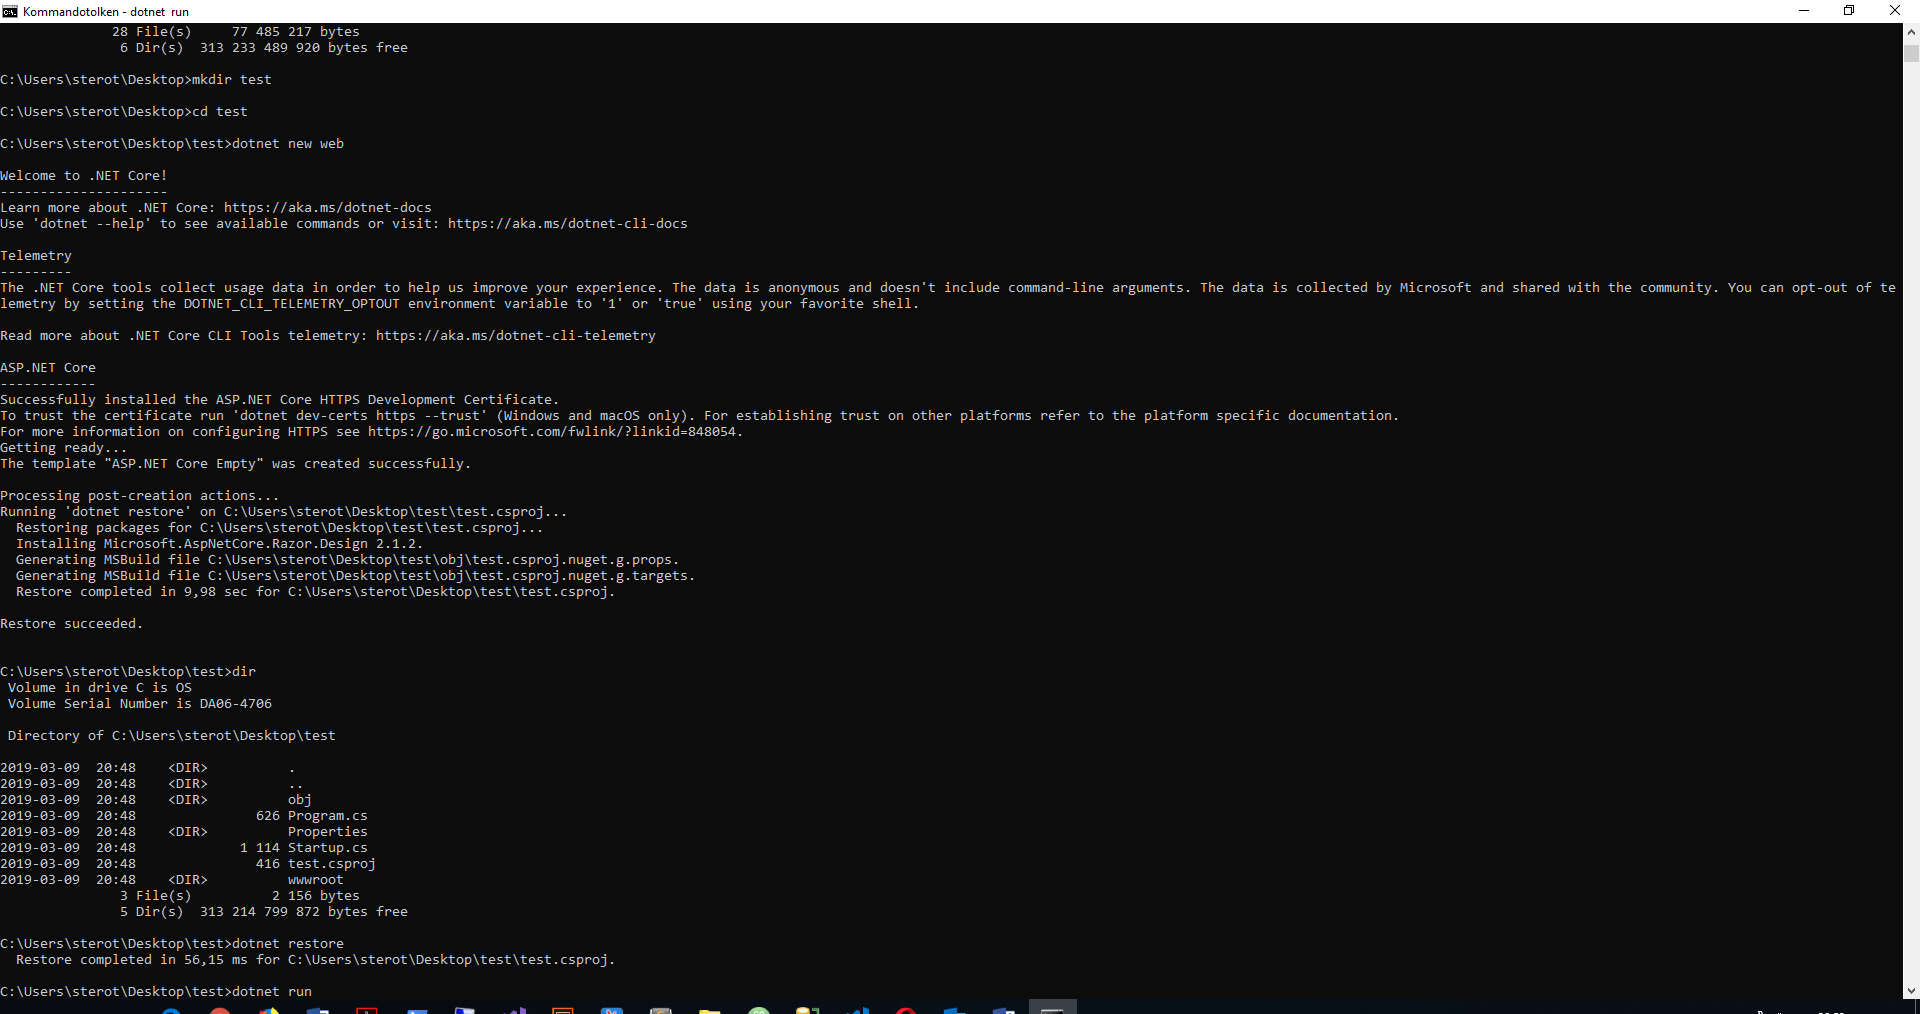 Kommandotolken - dotnet run
28 File(s) 77 485 217 bytes
6 Dir(s) 313 233 489 920 bytes free
C:\Users\sterot\Desktop>mkdir test
C:\Users\sterot\Desktop>cd test
C:\Users\sterot\Desktop\test>dotnet new web
Welcome to .NET Core!
---------------------
Learn more about .NET Core: https://aka.ms/dotnet-docs
Use 'dotnet --help' to see available commands or visit: https://aka.ms/dotnet-cli-docs
Telemetry
---------
The .NET Core tools collect usage data in order to help us improve your experience. The data is anonymous and doesn't include command-line arguments. The data is collected by Microsoft and shared with the community. You can opt-out of te
lemetry by setting the DOTNET_CLI_TELEMETRY_OPTOUT environment variable to '1' or 'true' using your favorite shell.
Read more about .NET Core CLI Tools telemetry: https://aka.ms/dotnet-cli-telemetry
ASP.NET Core
------------
Successfully installed the ASP.NET Core HTTPS Development Certificate.
To trust the certificate run 'dotnet dev-certs https --trust' (Windows and macOS only). For establishing trust on other platforms refer to the platform specific documentation.
For more information on configuring HTTPS see https://go.microsoft.com/fwlink/?linkid=848054.
Getting ready...
The template "ASP.NET Core Empty" was created successfully.
Processing post-creation actions...
Running 'dotnet restore' on C:\Users\sterot\Desktop\test\test.csproj...
Restoring packages for C:\Users\sterot\Desktop\test\test.csproj...
Installing Microsoft.AspNetCore.Razor.Design 2.1.2.
Generating MSBuild file C:\Users\sterot\Desktop\test\obj\test.csproj.nuget.g.props.
Generating MSBuild file C:\Users\sterot\Desktop\test\obj\test.csproj.nuget.g.targets.
Restore completed in 9,98 sec for C:\Users\sterot\Desktop\test\test.csproj.
Restore succeeded.
C:\Users\sterot\Desktop\test>dir
Volume in drive C is OS
Volume Serial Number is DA06-4706
Directory of C:\Users\sterot\Desktop\test
2019-03-09 20:48 <DIR> .
2019-03-09 20:48 <DIR> ..
2019-03-09 20:48 <DIR> obj
2019-03-09 20:48 626 Program.cs
2019-03-09 20:48 <DIR> Properties
2019-03-09 20:48 1 114 Startup.cs
2019-03-09 20:48 416 test.csproj
2019-03-09 20:48 <DIR> wwwroot
3 File(s) 2 156 bytes
5 Dir(s) 313 214 799 872 bytes free
C:\Users\sterot\Desktop\test>dotnet restore
Restore completed in 56,15 ms for C:\Users\sterot\Desktop\test\test.csproj.
C:\Users\sterot\Desktop\test>dotnet run